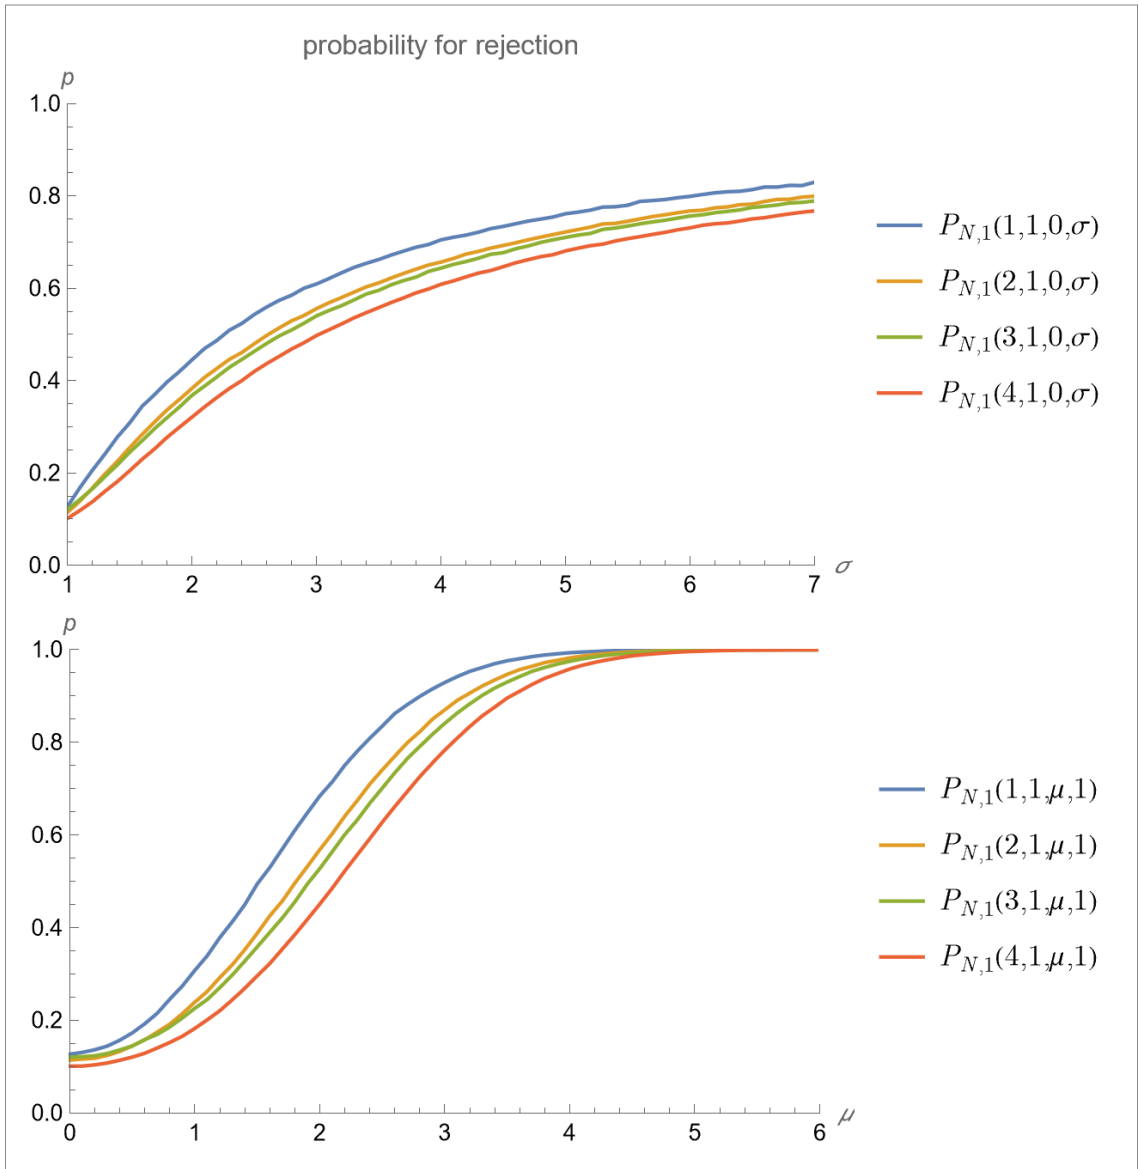 probability for rejection
p
1.0
0.8
0.6
0.4
0.2
0.0
1 2 3 4 5 6 7 σ
P_{N,1}(1,1,0,σ)
P_{N,1}(2,1,0,σ)
P_{N,1}(3,1,0,σ)
P_{N,1}(4,1,0,σ)
p
1.0
0.8
0.6
0.4
0.2
0.0
0 1 2 3 4 5 6 μ
P_{N,1}(1,1,μ,1)
P_{N,1}(2,1,μ,1)
P_{N,1}(3,1,μ,1)
P_{N,1}(4,1,μ,1)